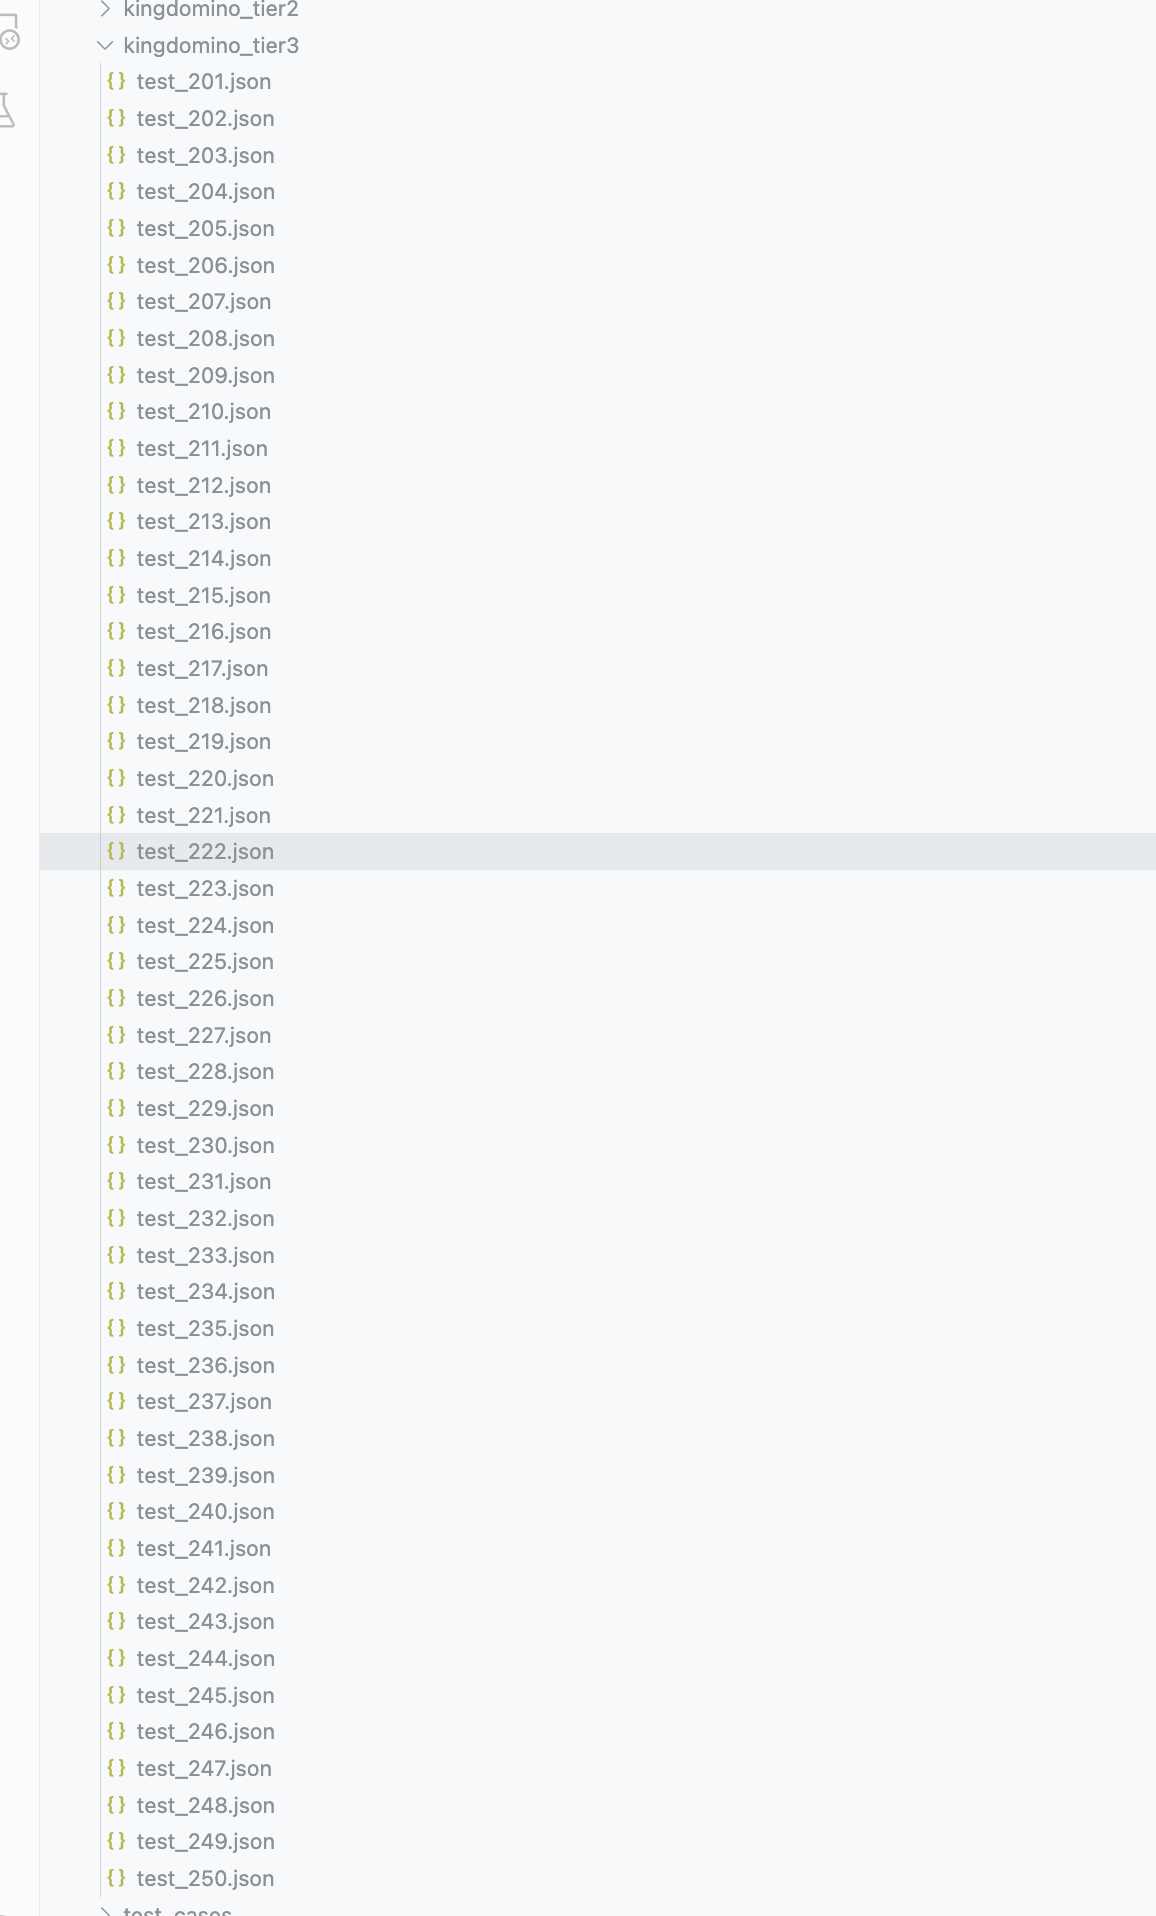 kingdomino_tier2
kingdomino_tier3
{} test_201.json
{} test_202.json
{} test_203.json
{} test_204.json
{} test_205.json
{} test_206.json
{} test_207.json
{} test_208.json
{} test_209.json
{} test_210.json
{} test_211.json
{} test_212.json
{} test_213.json
{} test_214.json
{} test_215.json
{} test_216.json
{} test_217.json
{} test_218.json
{} test_219.json
{} test_220.json
{} test_221.json
{} test_222.json
{} test_223.json
{} test_224.json
{} test_225.json
{} test_226.json
{} test_227.json
{} test_228.json
{} test_229.json
{} test_230.json
{} test_231.json
{} test_232.json
{} test_233.json
{} test_234.json
{} test_235.json
{} test_236.json
{} test_237.json
{} test_238.json
{} test_239.json
{} test_240.json
{} test_241.json
{} test_242.json
{} test_243.json
{} test_244.json
{} test_245.json
{} test_246.json
{} test_247.json
{} test_248.json
{} test_249.json
{} test_250.json
test_cases